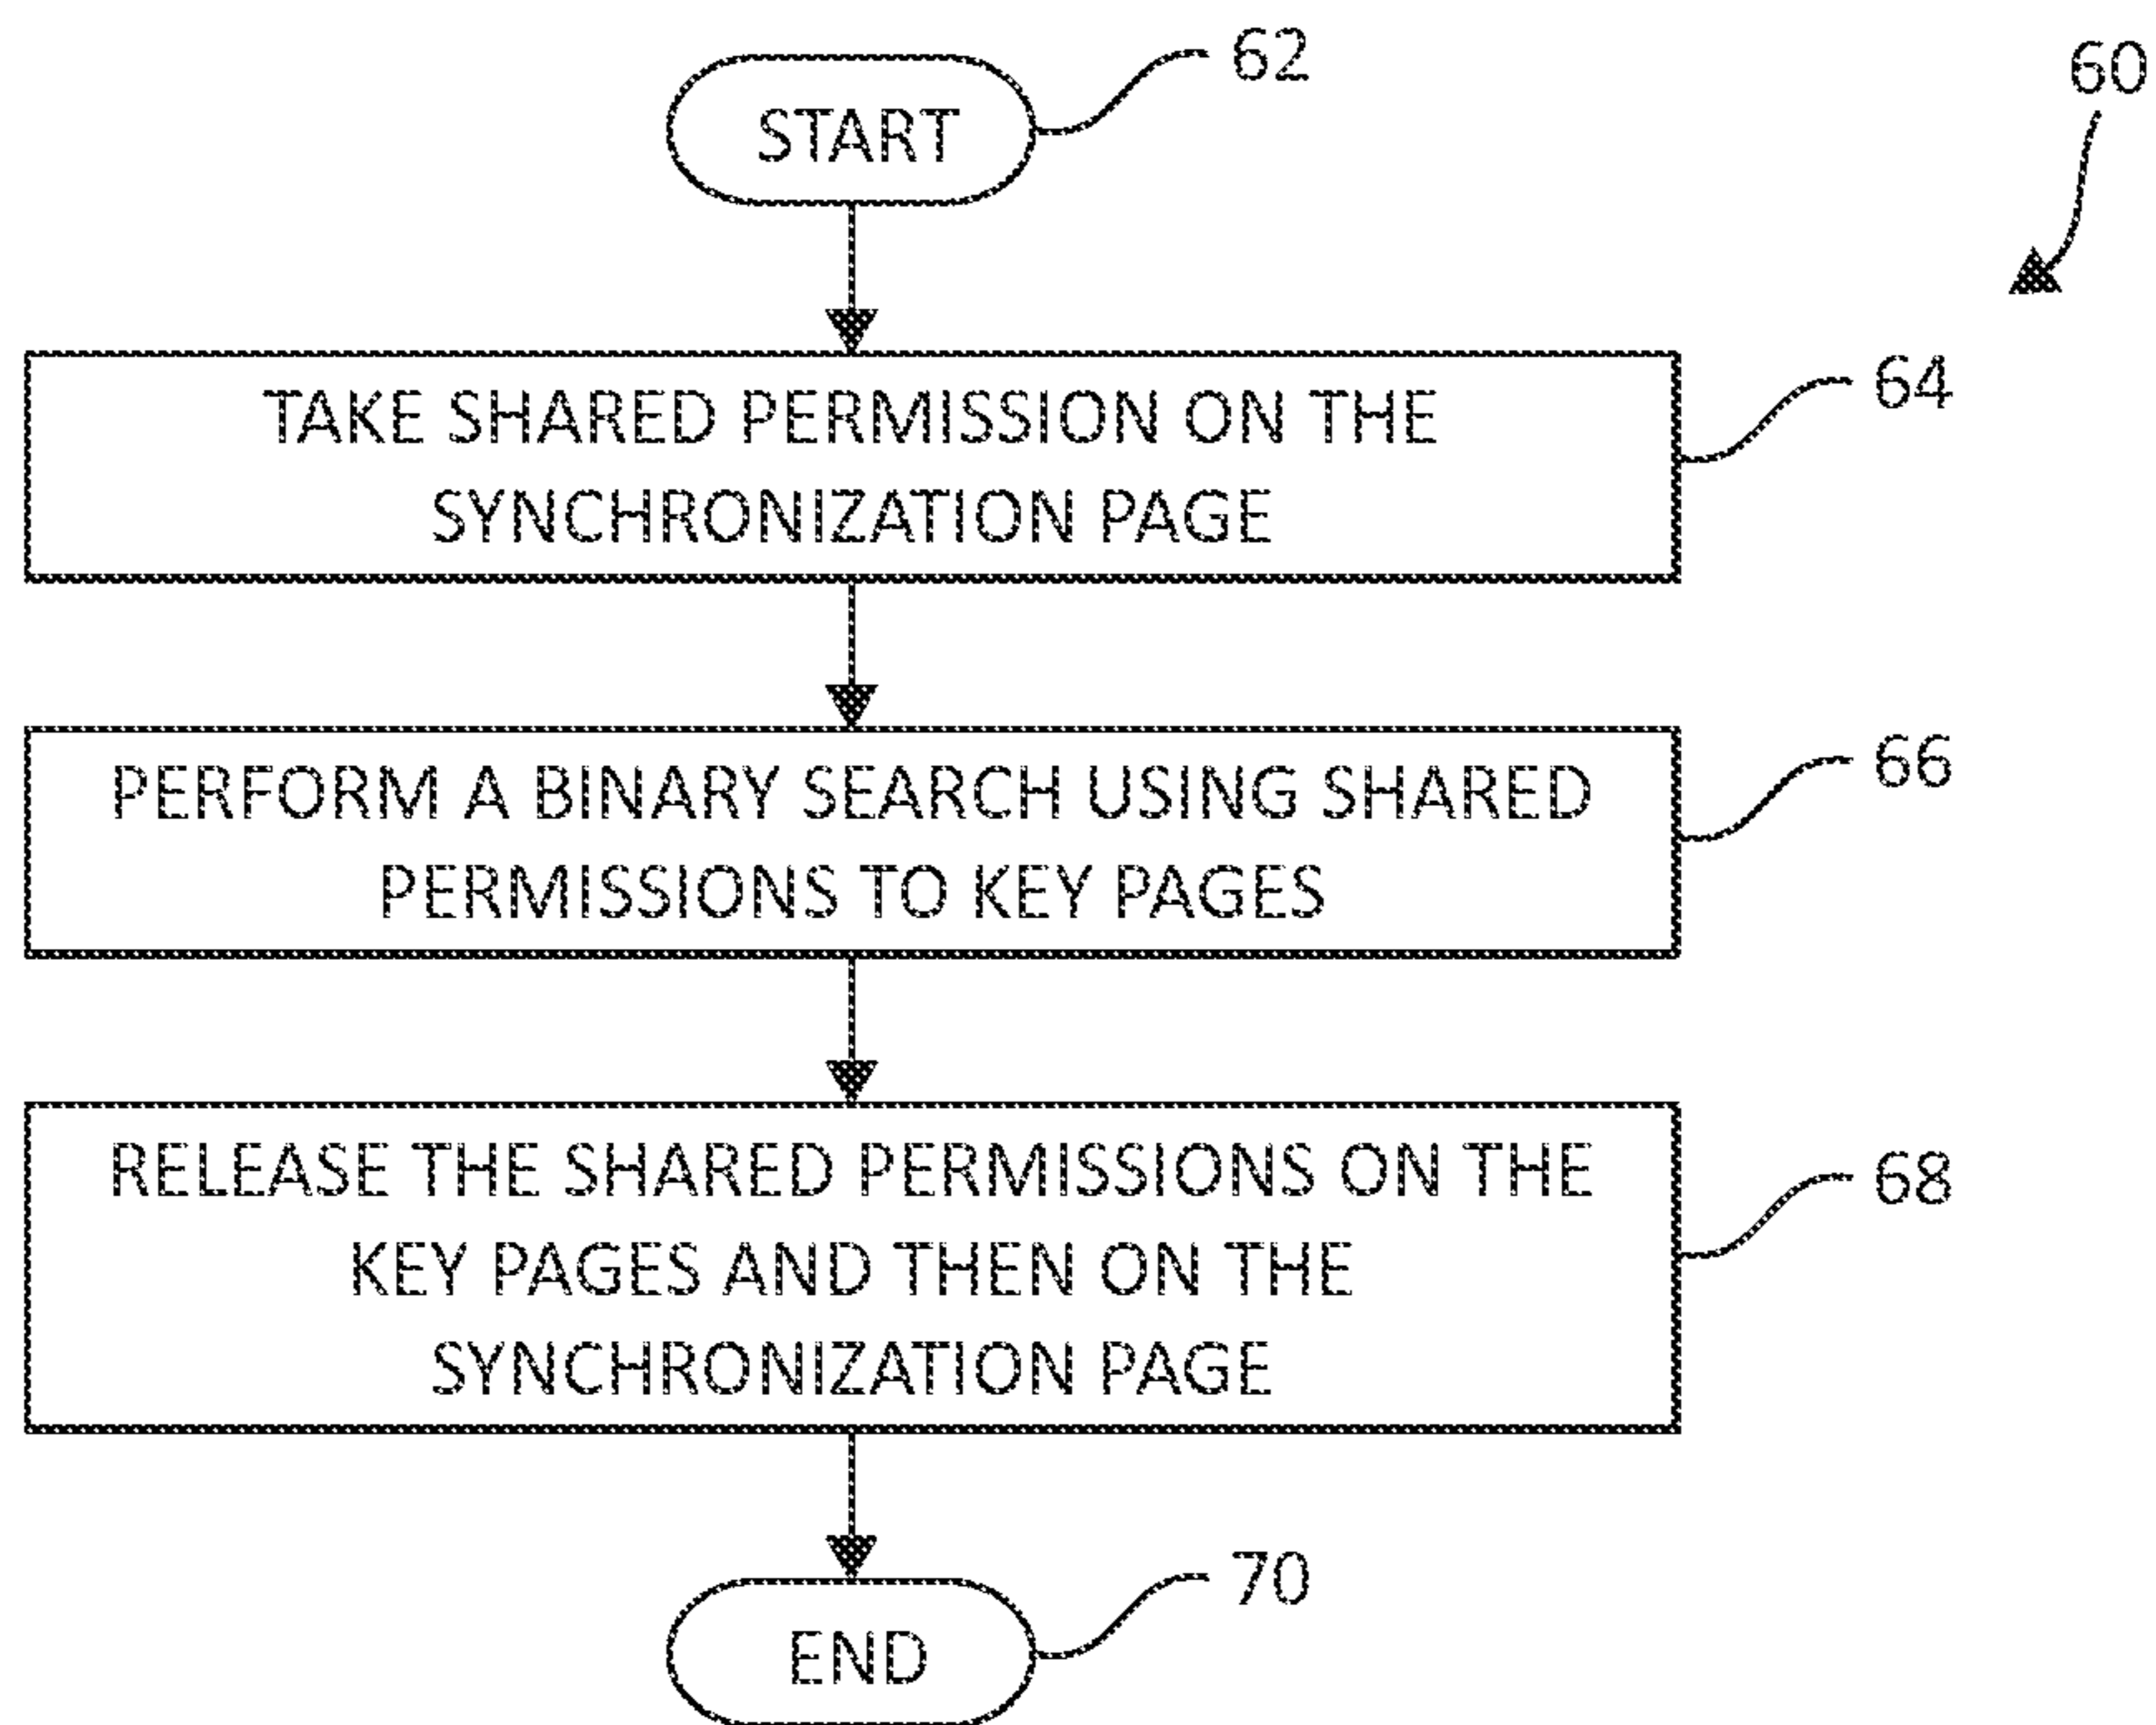 62
60
START
64
TAKE SHARED PERMISSION ON THE
SYNCHRONIZATION PAGE
66
PERFORM A BINARY SEARCH USING SHARED
PERMISSIONS TO KEY PAGES
68
RELEASE THE SHARED PERMISSIONS ON THE
KEY PAGES AND THEN ON THE
SYNCHRONIZATION PAGE
70
END